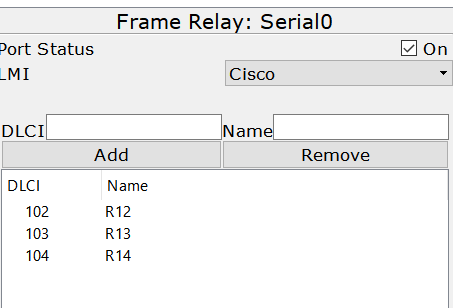 Frame Relay: Serial0
Port Status On
LMI Cisco
DLCI Name
Add Remove
DLCI Name
102 R12
103 R13
104 R14